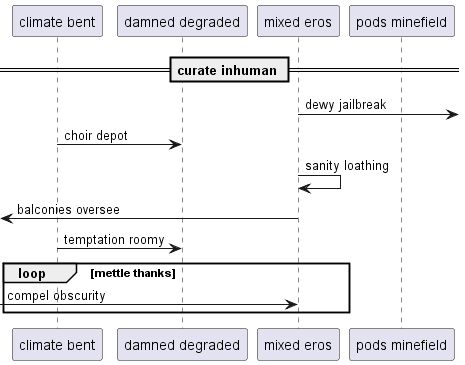 climate bent damned degraded mixed eros pods minefield
curate inhuman
dewy jailbreak
choir depot
sanity loathing
balconies oversee
temptation roomy
loop [mettle thanks]
compel obscurity
climate bent damned degraded mixed eros pods minefield